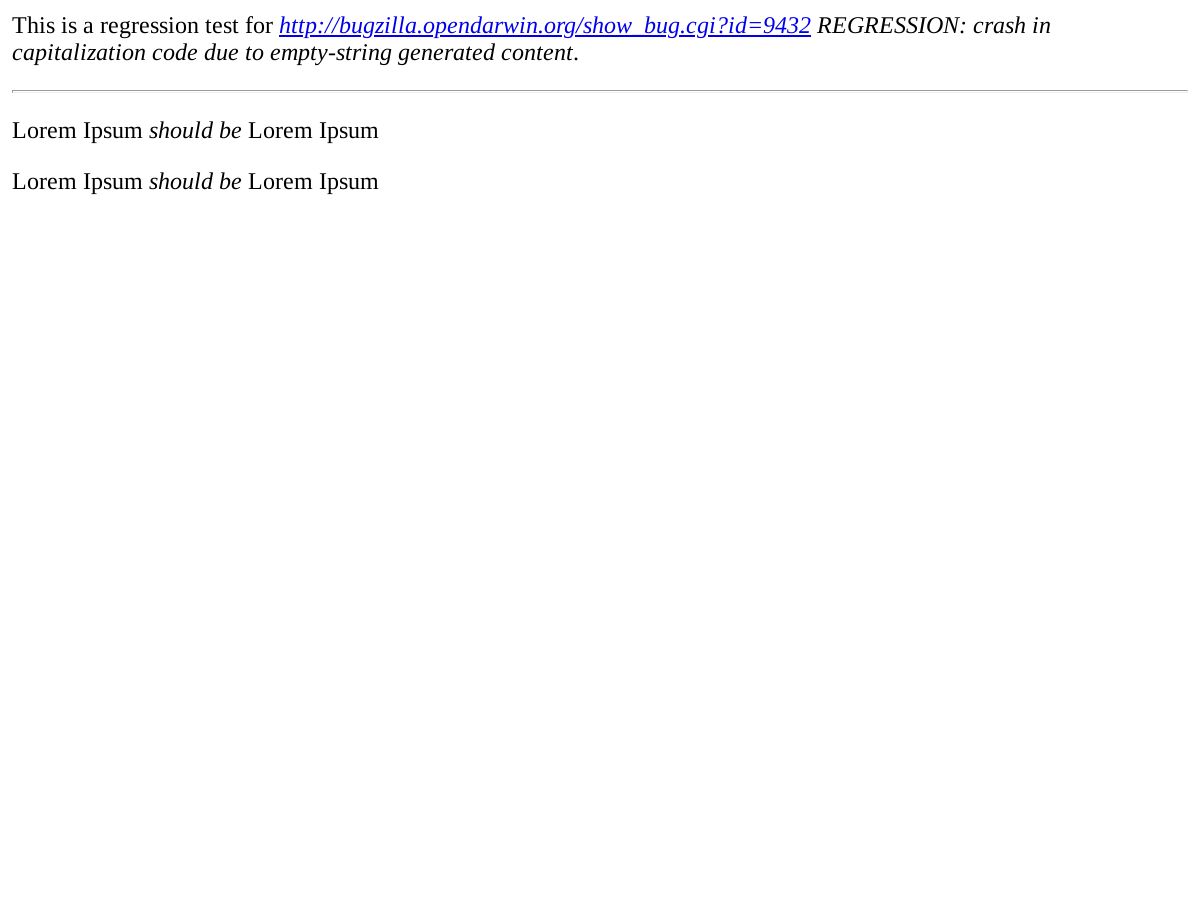 This is a regression test for http://bugzilla.opendarwin.org/show_bug.cgi?id=9432 REGRESSION: crash in
capitalization code due to empty-string generated content.
Lorem Ipsum should be Lorem Ipsum
Lorem Ipsum should be Lorem Ipsum